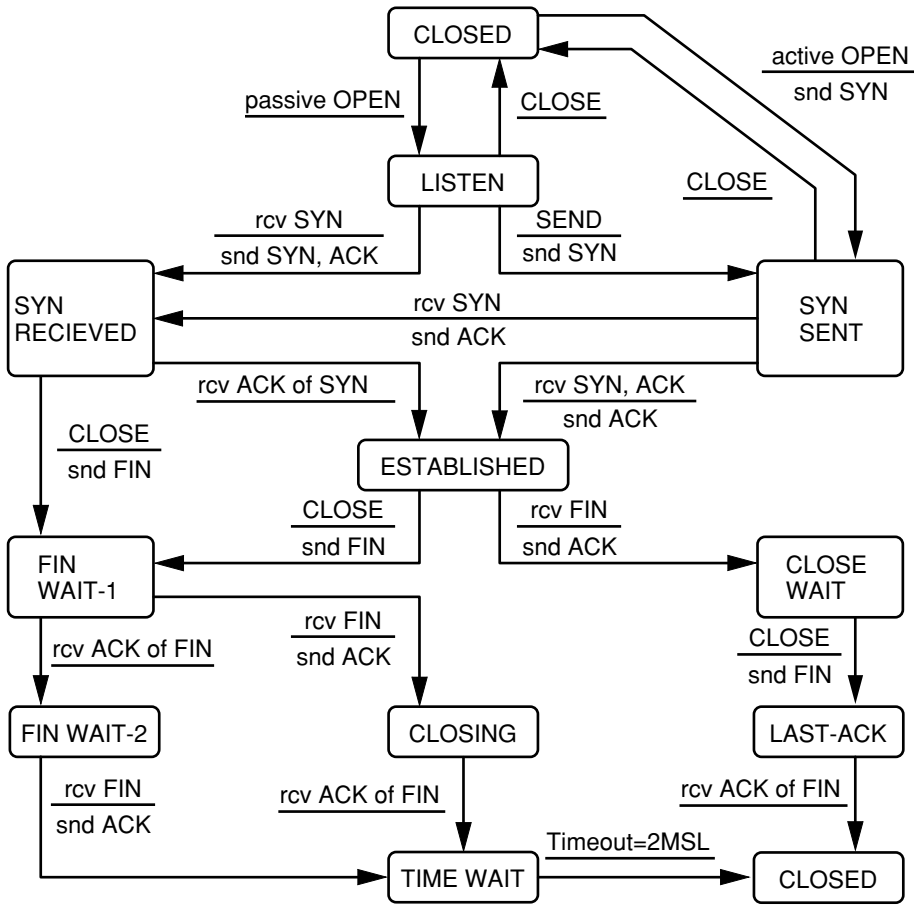 CLOSED
active OPEN
snd SYN
passive OPEN
CLOSE
LISTEN
CLOSE
rcv SYN
snd SYN, ACK
SEND
snd SYN
SYN
RECIEVED
rcv SYN
snd ACK
SYN
SENT
rcv ACK of SYN
rcv SYN, ACK
snd ACK
CLOSE
snd FIN
ESTABLISHED
CLOSE
snd FIN
rcv FIN
snd ACK
FIN
WAIT-1
CLOSE
WAIT
rcv ACK of FIN
rcv FIN
snd ACK
CLOSE
snd FIN
FIN WAIT-2
CLOSING
LAST-ACK
rcv FIN
snd ACK
rcv ACK of FIN
rcv ACK of FIN
TIME WAIT
Timeout=2MSL
CLOSED